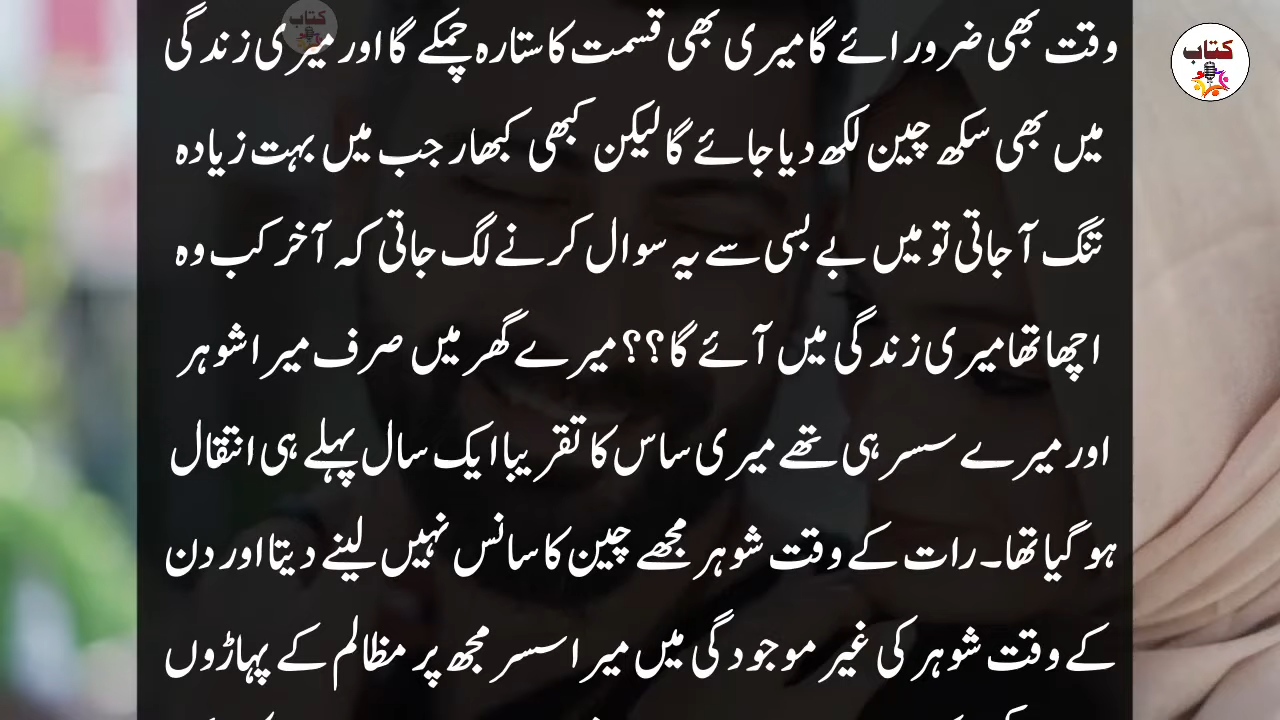 کتاب
وقت بھی ضرور ائے گا میری بھی قسمت کا ستارہ چمکے گا اور میری زندگی
میں بھی سکھ چین لکھ دیا جائے گا لیکن کبھی کبھار جب میں بہت زیادہ
تنگ آ جاتی تو میں بے بسی سے یہ سوال کرنے لگ جاتی کہ آخر کب وہ
اچھا تھا میری زندگی میں آئے گا؟؟ میرے گھر میں صرف میرا شوہر
اور میرے سسر ہی تھے میری ساس کا تقریبا ایک سال پہلے ہی انتقال
ہو گیا تھا۔ رات کے وقت شوہر مجھے چین کا سانس نہیں لینے دیتا اور دن
کے وقت شوہر کی غیر موجودگی میں میرا سسر مجھ پر مظالم کے پہاڑوں
کتاب